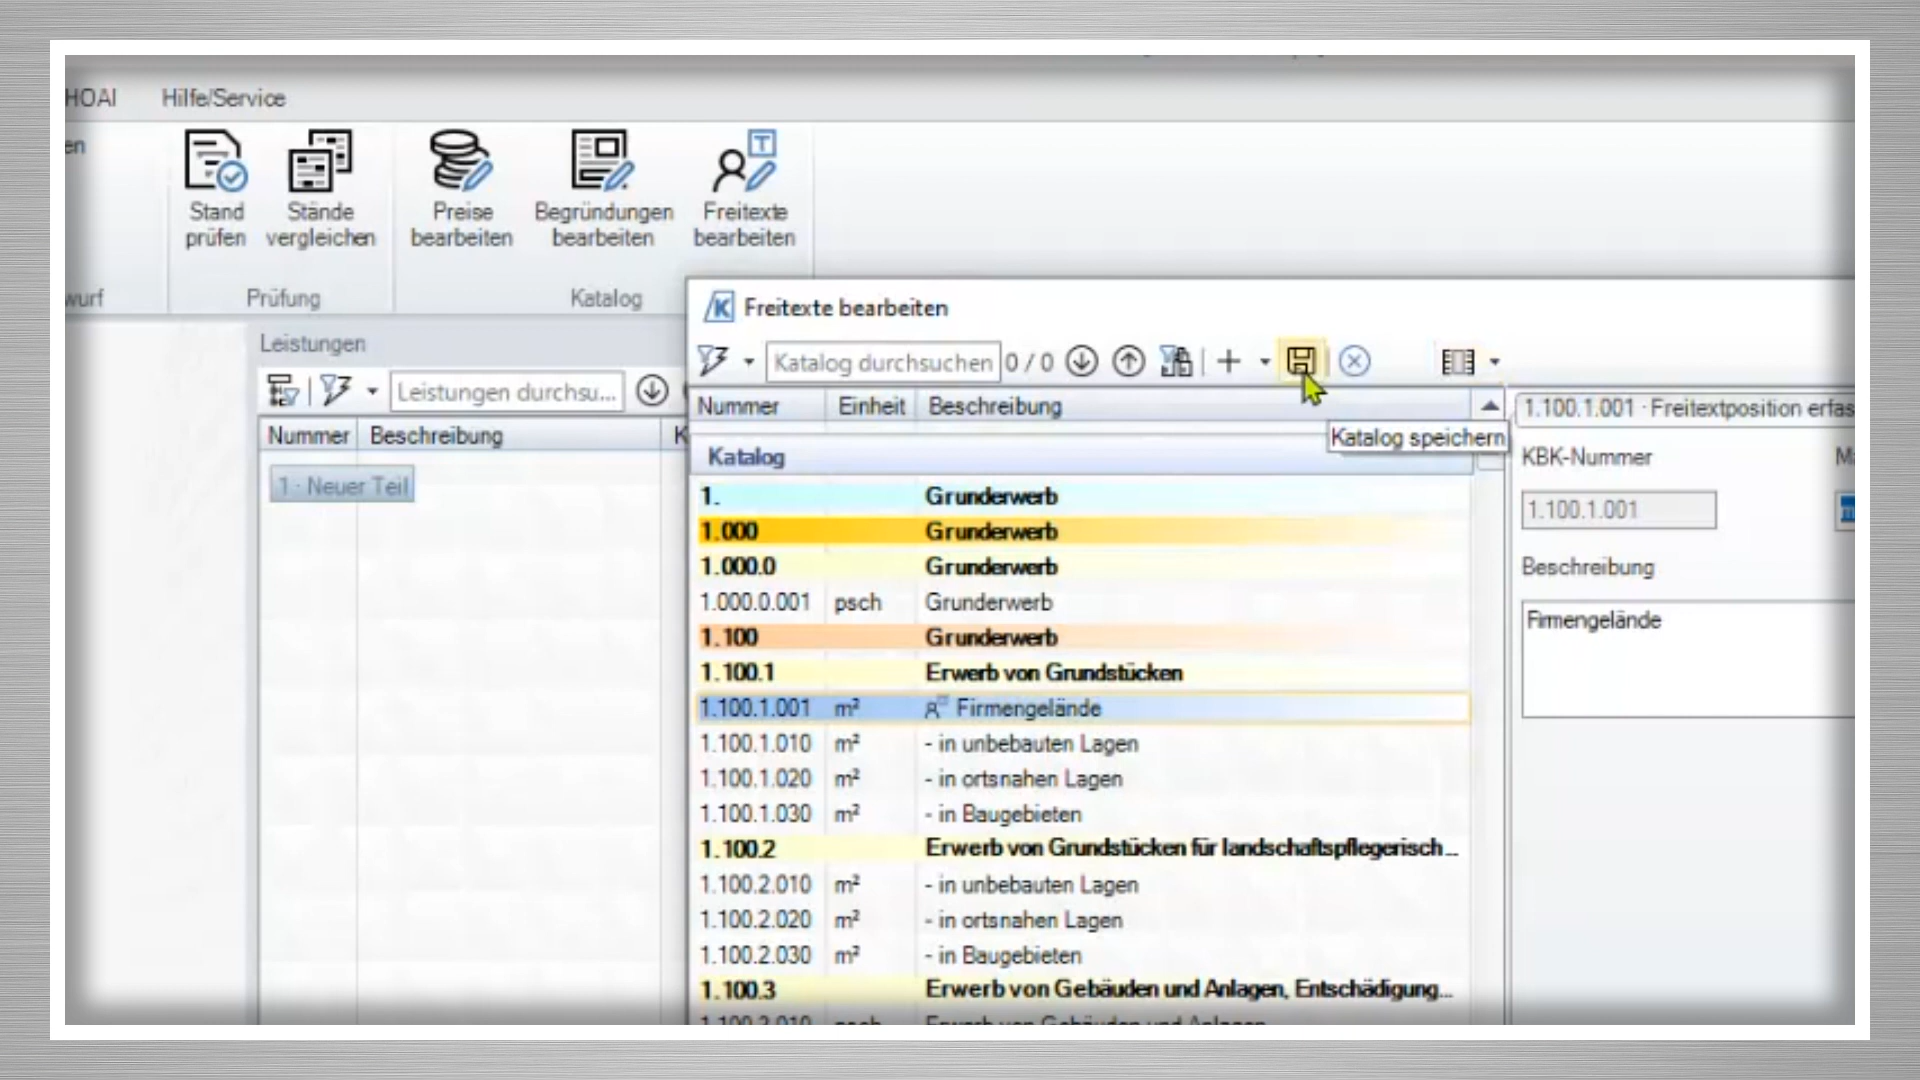 HOAI Hilfe/Service
en
Stand prüfen
Stände vergleichen
Preise bearbeiten
Begründungen bearbeiten
Freitexte bearbeiten
wurf Prüfung Katalog
Leistungen
Leistungen durchsu...
Nummer Beschreibung K
1 · Neuer Teil
Freitexte bearbeiten
Katalog durchsuchen 0 / 0
Nummer Einheit Beschreibung
Katalog speichern
Katalog
1. Grunderwerb
1.000 Grunderwerb
1.000.0 Grunderwerb
1.000.0.001 psch Grunderwerb
1.100 Grunderwerb
1.100.1 Erwerb von Grundstücken
1.100.1.001 m² Firmengelände
1.100.1.010 m² - in unbebauten Lagen
1.100.1.020 m² - in ortsnahen Lagen
1.100.1.030 m² - in Baugebieten
1.100.2 Erwerb von Grundstücken für landschaftspflegerisch...
1.100.2.010 m² - in unbebauten Lagen
1.100.2.020 m² - in ortsnahen Lagen
1.100.2.030 m² - in Baugebieten
1.100.3 Erwerb von Gebäuden und Anlagen, Entschädigung...
Erwerb von Gebäuden und Anlagen
1.100.1.001 · Freitextposition erfas
KBK-Nummer
1.100.1.001
Beschreibung
Firmengelände